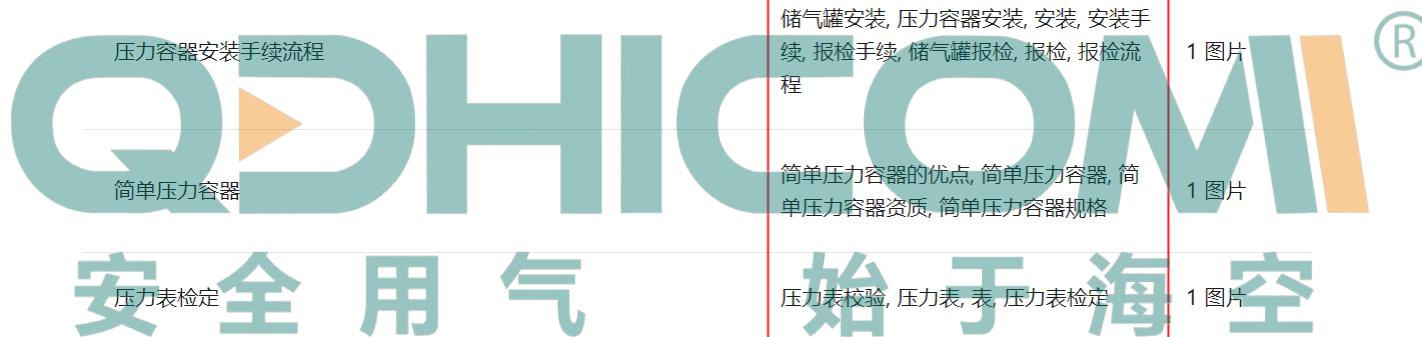 储气罐安装, 压力容器安装, 安装, 安装手
压力容器安装手续流程
续, 报检手续, 储气罐报检, 报检, 报检流
1 图片
程
®
QDHICOM
简单压力容器的优点, 简单压力容器, 简
简单压力容器
单压力容器资质, 简单压力容器规格
1 图片
压力表检定
压力表校验, 压力表, 表, 压力表检定
1 图片
安全用气 始于海空